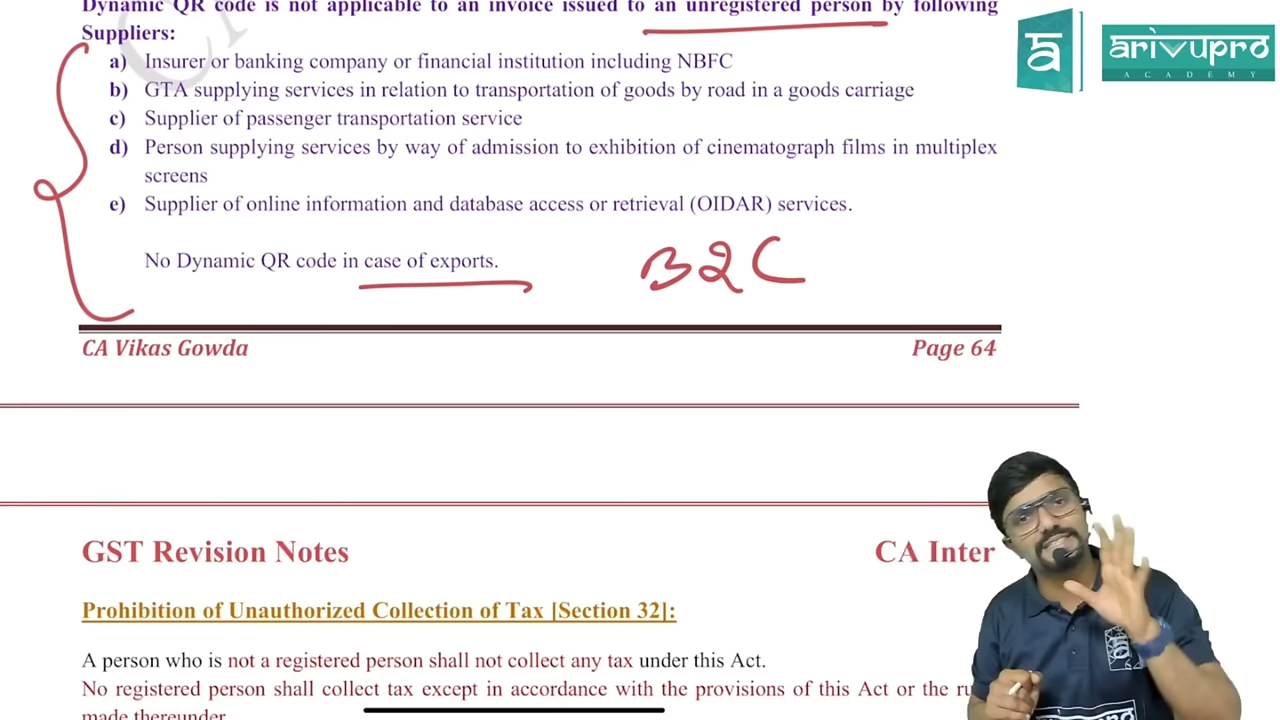 Dynamic QR code is not applicable to an invoice issued to an unregistered person by following
Suppliers:
a) Insurer or banking company or financial institution including NBFC
b) GTA supplying services in relation to transportation of goods by road in a goods carriage
c) Supplier of passenger transportation service
d) Person supplying services by way of admission to exhibition of cinematograph films in multiplex
screens
e) Supplier of online information and database access or retrieval (OIDAR) services.
No Dynamic QR code in case of exports.
B2C
CA Vikas Gowda Page 64
GST Revision Notes CA Inter
Prohibition of Unauthorized Collection of Tax [Section 32]:
A person who is not a registered person shall not collect any tax under this Act.
No registered person shall collect tax except in accordance with the provisions of this Act or the ru
made thereunder
arivupro
ACADEMY